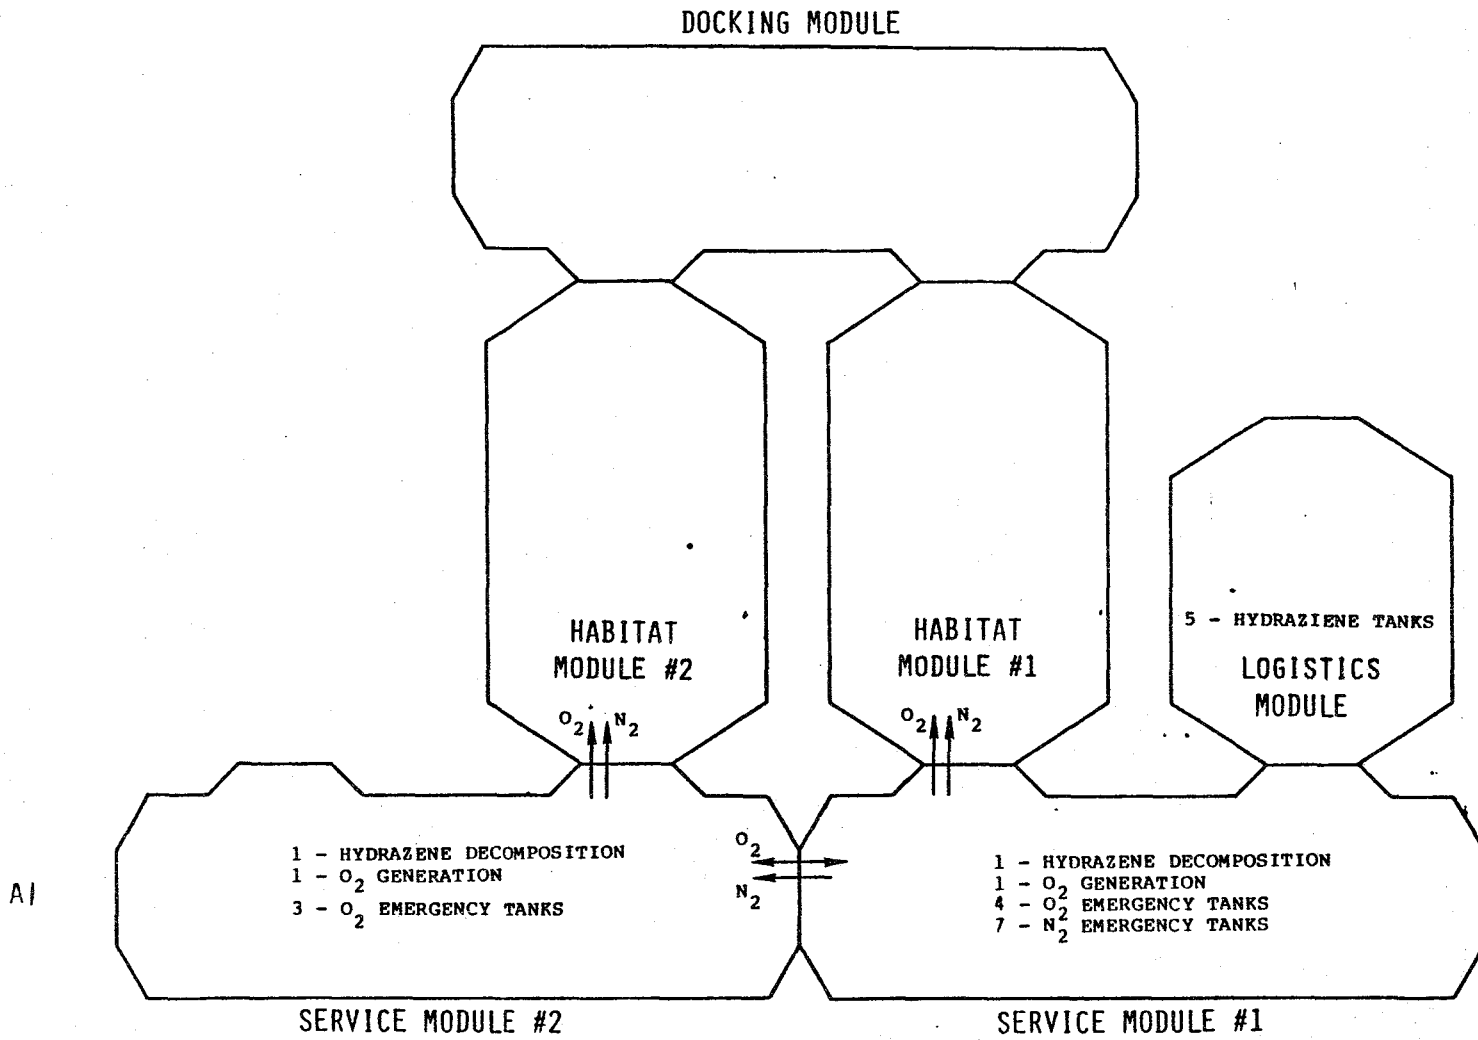 DOCKING MODULE
HABITAT
MODULE #2
HABITAT
MODULE #1
5 - HYDRAZIENE TANKS
LOGISTICS
MODULE
O2 N2
O2 N2
1 - HYDRAZENE DECOMPOSITION
1 - O2 GENERATION
3 - O2 EMERGENCY TANKS
O2
N2
1 - HYDRAZENE DECOMPOSITION
1 - O2 GENERATION
4 - O2 EMERGENCY TANKS
7 - N2 EMERGENCY TANKS
A1
SERVICE MODULE #2
SERVICE MODULE #1